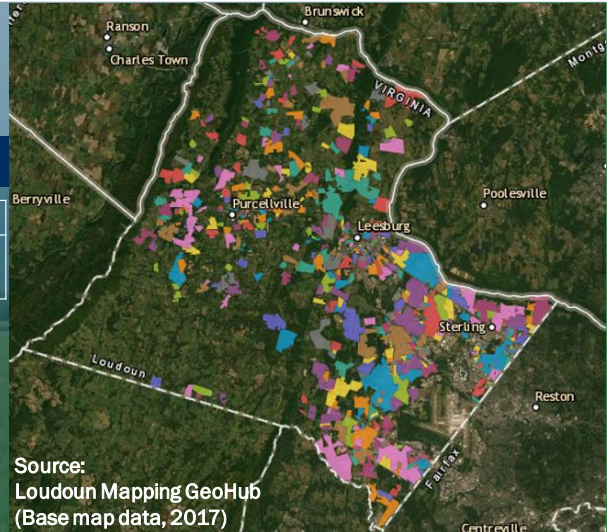 Brunswick
Ranson
Charles Town
VIRGINIA
Berryville
Poolesville
Purcellville
Leesburg
Sterling
Loudoun
Reston
Fairfax
Source:
Loudoun Mapping GeoHub
(Base map data, 2017)
Centreville